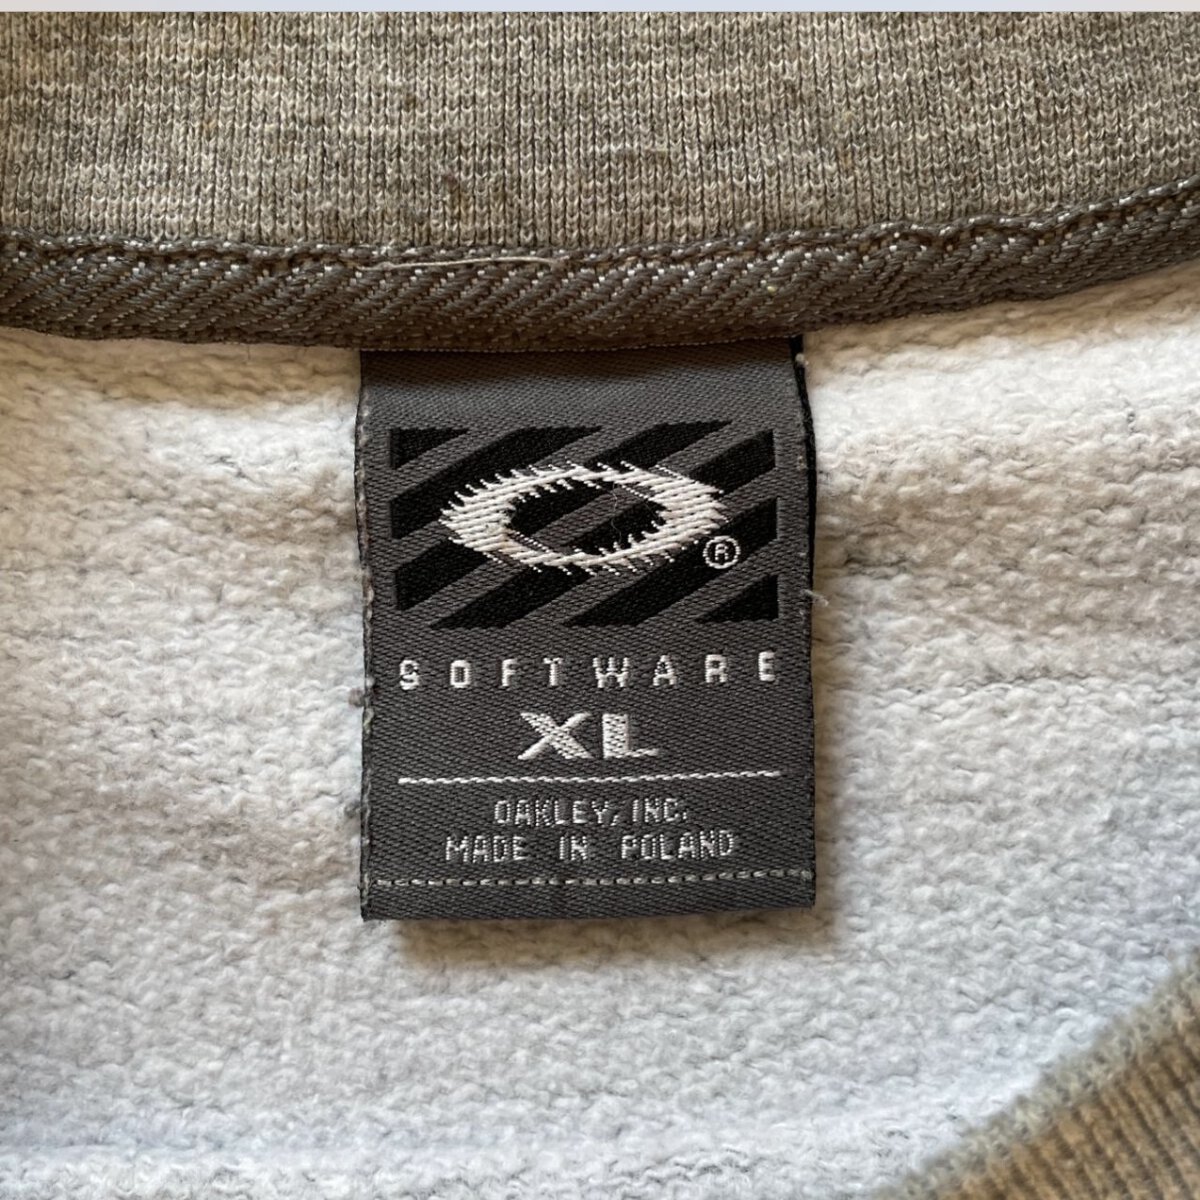 ®
SOFTWARE
XL
OAKLEY, INC.
MADE IN POLAND